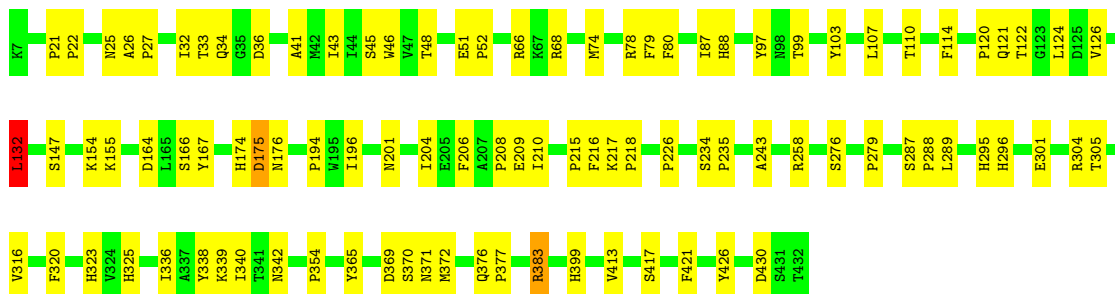 K7 P21 P22 N25 A26 P27 I32 T33 Q34 G35 D36 A41 M42 I43 I44 S45 W46 V47 T48 E51 P52 R66 K67 R68 M74 R78 F79 F80 I87 H88 Y97 N98 T99 Y103 L107 T110 F114 P120 Q121 T122 G123 L124 D125 V126
L132 S147 K154 K155 D164 L165 S166 Y167 H174 D175 N176 P194 W195 I196 N201 I204 E205 F206 A207 P208 E209 I210 P215 F216 K217 P218 P226 S234 P235 A243 R258 S276 P279 S287 P288 L289 H295 H296 E301 R304 T305
V316 F320 H323 V324 H325 I336 A337 Y338 K339 I340 T341 N342 P354 Y365 D369 S370 N371 M372 Q376 P377 R383 H399 V413 S417 F421 Y426 D430 S431 T432